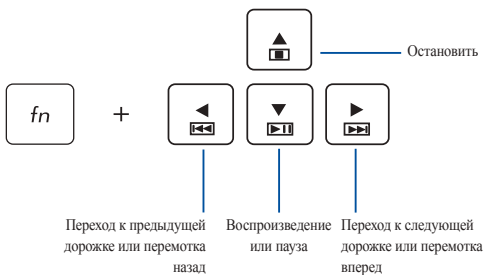 Остановить
fn +
Переход к предыдущей
дорожке или перемотка
назад
Воспроизведение
или пауза
Переход к следующей
дорожке или перемотка
вперед